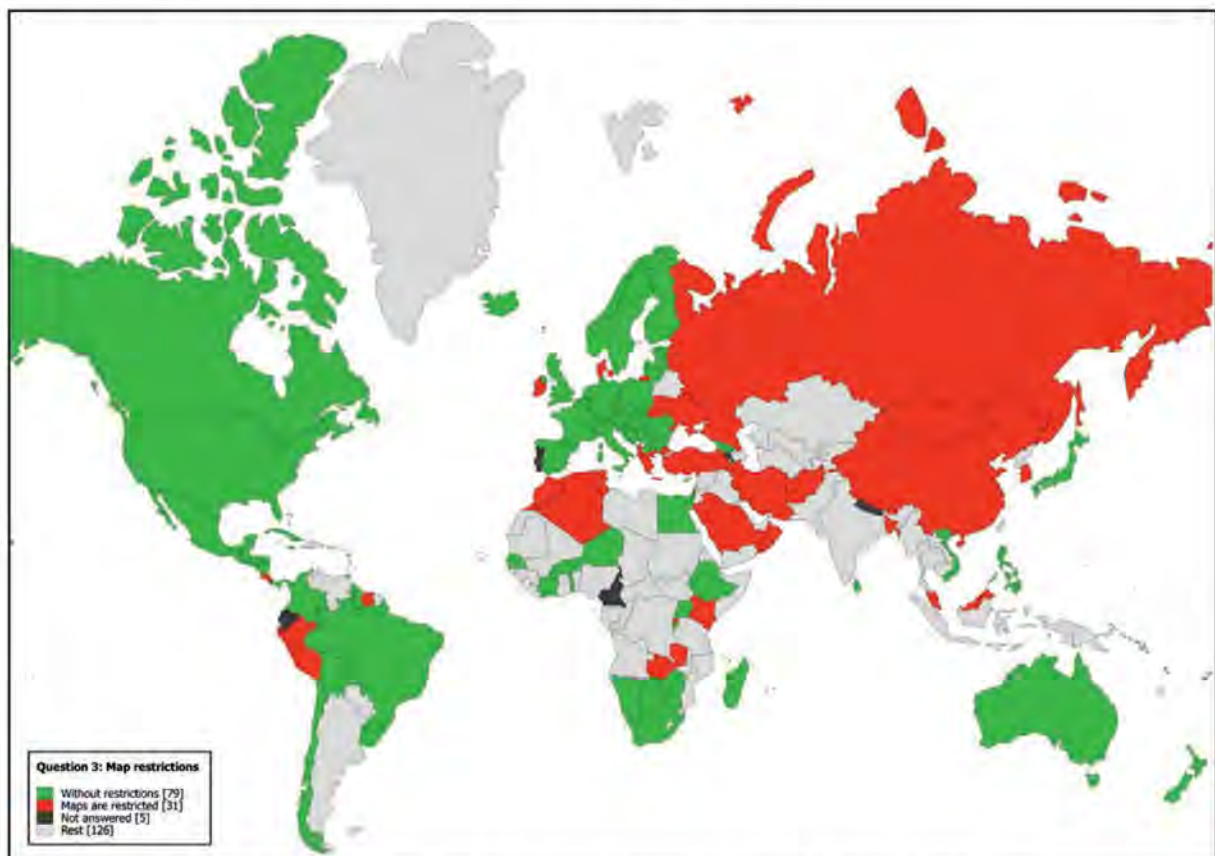 Question 3: Map restrictions
Without restrictions [79]
Maps are restricted [31]
Not answered [5]
Rest [126]